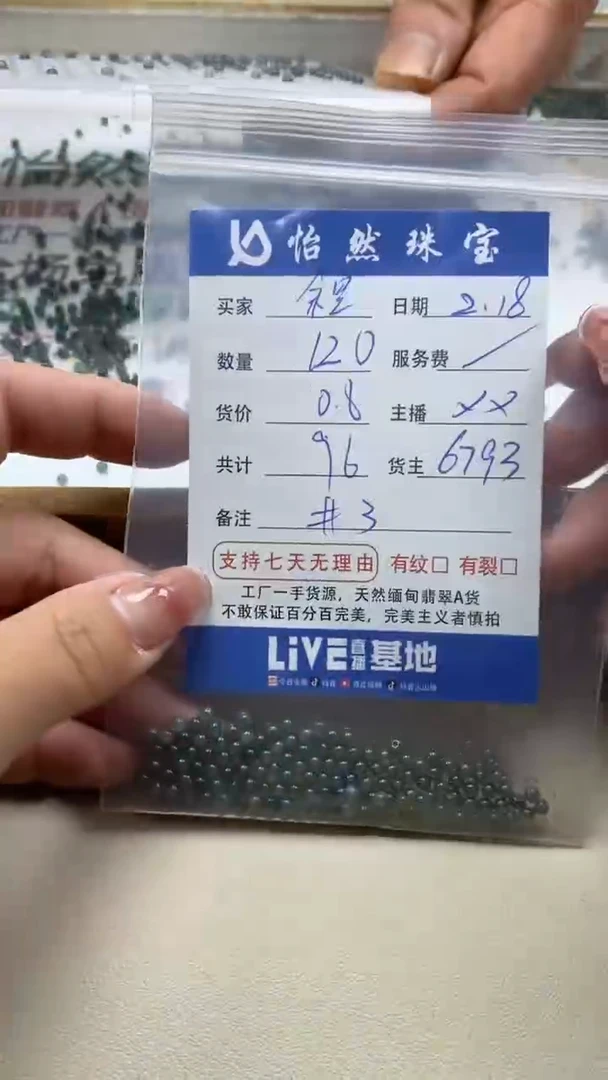 怡然珠宝
买家 日期 2.18
数量 120 服务费 /
货价 0.8 主播 XX
共计 96 货主 6793
备注 #3
支持七天无理由 有纹□ 有裂□
工厂一手货源，天然缅甸翡翠A货
不敢保证百分百完美，完美主义者慎拍
LiVE直播基地